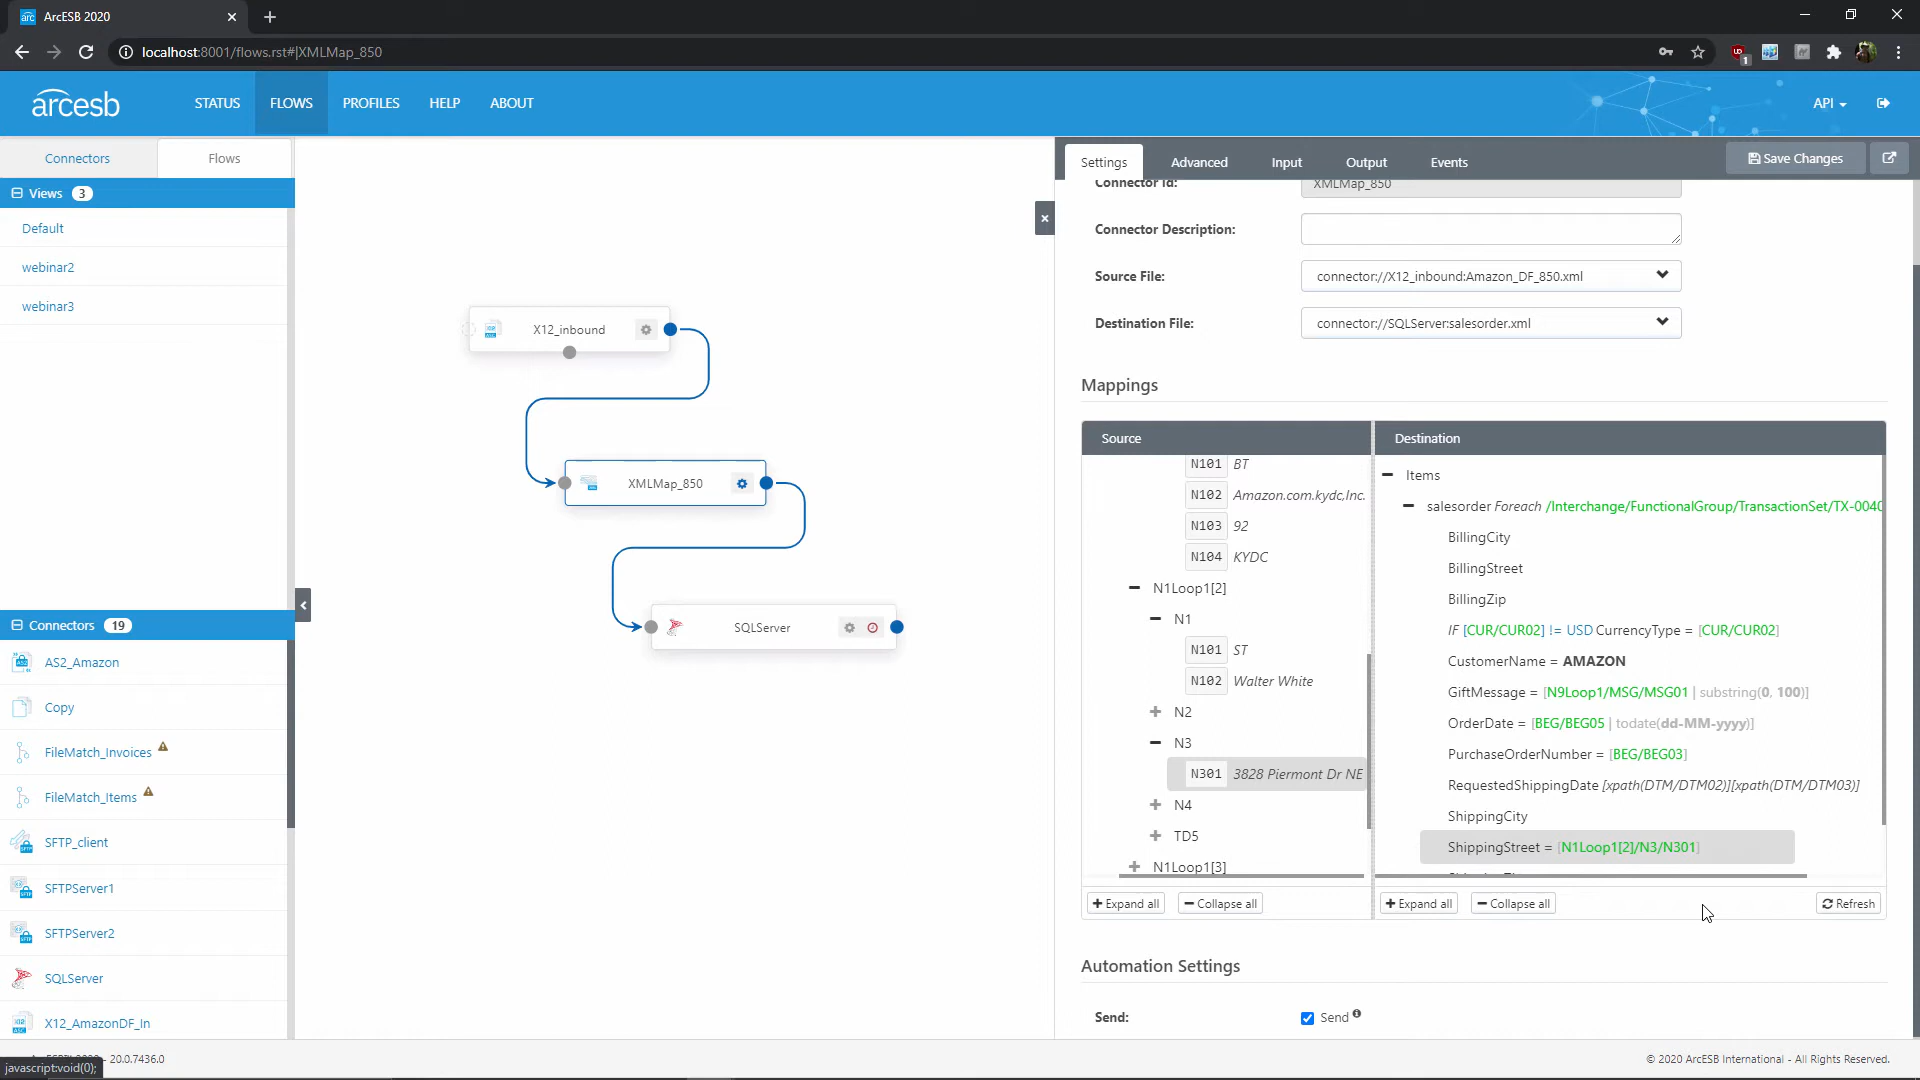 ArcESB 2020
localhost:8001/flows.rst#|XMLMap_850
1
arcesb
STATUS
FLOWS
PROFILES
HELP
ABOUT
API
Connectors
Flows
Views 3
Default
webinar2
webinar3
Connectors 19
AS2_Amazon
Copy
FileMatch_Invoices
FileMatch_Items
SFTP_client
SFTPServer1
SFTPServer2
SQLServer
X12_AmazonDF_In
- 20.0.7436.0
javascript:void(0);
X12_inbound
XMLMap_850
SQLServer
Settings
Advanced
Input
Output
Events
Save Changes
Connector Id:
XMLMap_850
Connector Description:
Source File:
connector://X12_inbound:Amazon_DF_850.xml
Destination File:
connector://SQLServer:salesorder.xml
Mappings
Source
N101 BT
N102 Amazon.com.kydc,Inc.
N103 92
N104 KYDC
N1Loop1[2]
N1
N101 ST
N102 Walter White
N2
N3
N301 3828 Piermont Dr NE
N4
TD5
N1Loop1[3]
Expand all
Collapse all
Destination
Items
salesorder Foreach /Interchange/FunctionalGroup/TransactionSet/TX-0040
BillingCity
BillingStreet
BillingZip
IF [CUR/CUR02] != USD CurrencyType = [CUR/CUR02]
CustomerName = AMAZON
GiftMessage = [N9Loop1/MSG/MSG01 | substring(0, 100)]
OrderDate = [BEG/BEG05 | todate(dd-MM-yyyy)]
PurchaseOrderNumber = [BEG/BEG03]
RequestedShippingDate [xpath(DTM/DTM02)][xpath(DTM/DTM03)]
ShippingCity
ShippingStreet = [N1Loop1[2]/N3/N301]
Expand all
Collapse all
Refresh
Automation Settings
Send:
Send
© 2020 ArcESB International - All Rights Reserved.